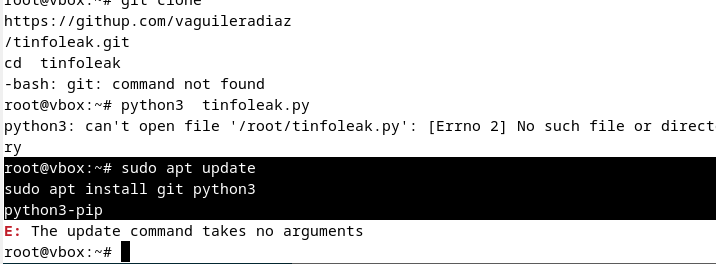 root@vbox:~# git clone
https://githup.com/vaguileradiaz
/tinfoleak.git
cd  tinfoleak
-bash: git: command not found
root@vbox:~# python3  tinfoleak.py
python3: can't open file '/root/tinfoleak.py': [Errno 2] No such file or direct
ry
root@vbox:~# sudo apt update
sudo apt install git python3
python3-pip
E: The update command takes no arguments
root@vbox:~#